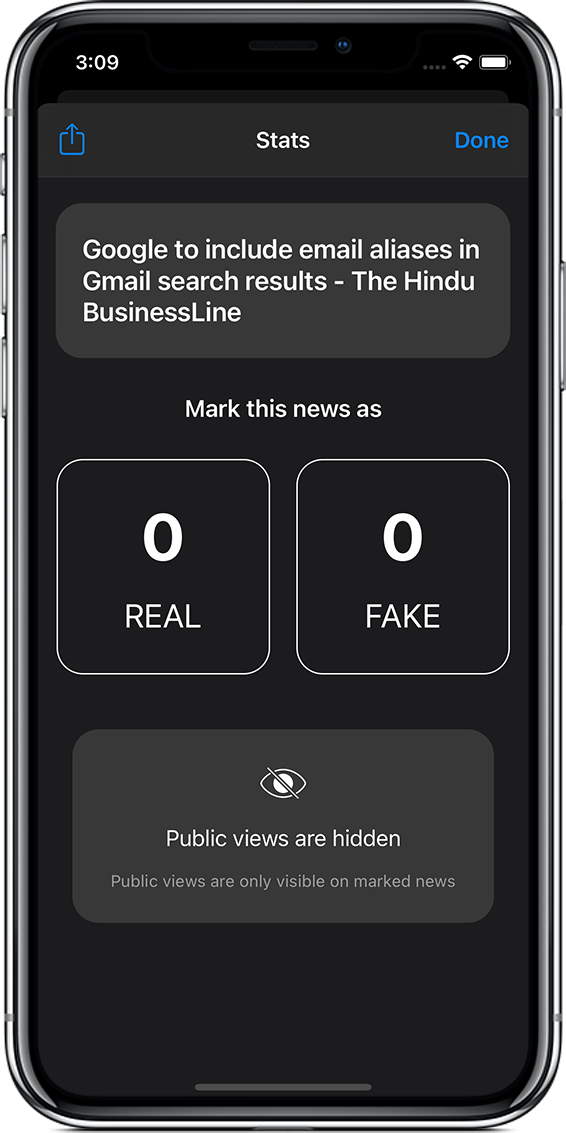 3:09
Stats
Done
Google to include email aliases in
Gmail search results - The Hindu
BusinessLine
Mark this news as
0
REAL
0
FAKE
Public views are hidden
Public views are only visible on marked news